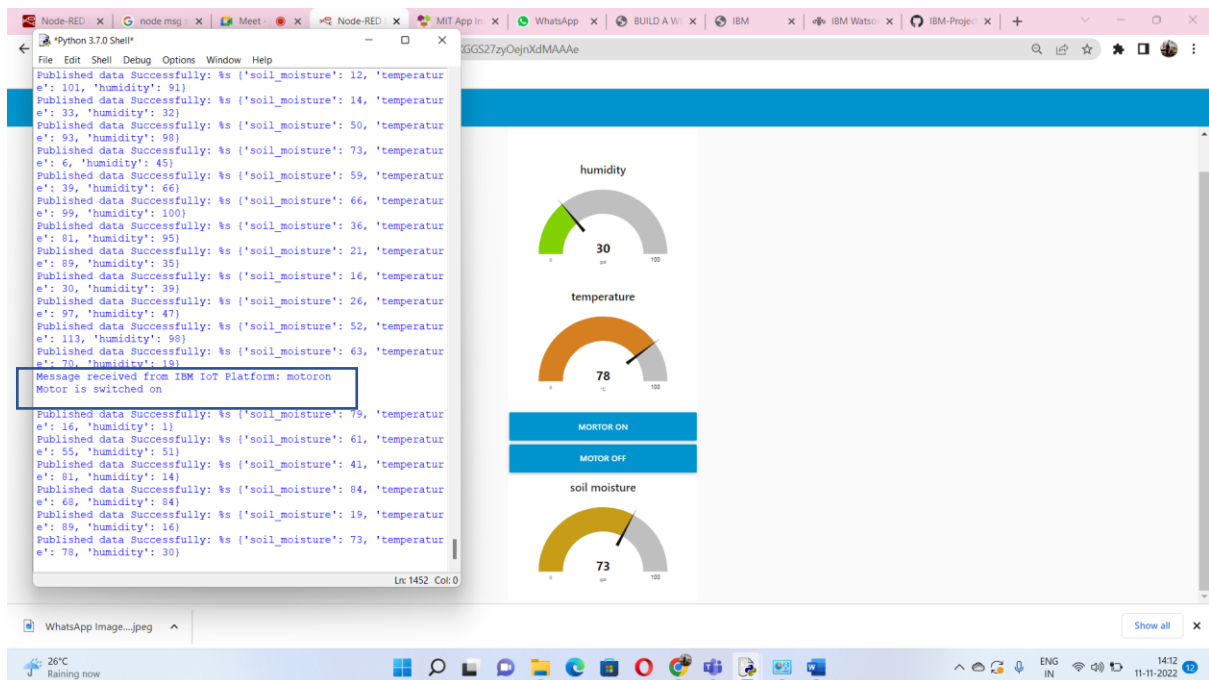 Node-RED
node msg
Meet -
Node-RED
MIT App In
WhatsApp
BUILD A WI
IBM
IBM Watso
IBM-Projec
*Python 3.7.0 Shell*
GGS27zyOejnXdMAAAe
File Edit Shell Debug Options Window Help
Published data Successfully: %s {'soil_moisture': 12, 'temperatur
e': 101, 'humidity': 91}
Published data Successfully: %s {'soil_moisture': 14, 'temperatur
e': 33, 'humidity': 32}
Published data Successfully: %s {'soil_moisture': 50, 'temperatur
e': 93, 'humidity': 98}
Published data Successfully: %s {'soil_moisture': 73, 'temperatur
e': 6, 'humidity': 45}
Published data Successfully: %s {'soil_moisture': 59, 'temperatur
e': 39, 'humidity': 66}
Published data Successfully: %s {'soil_moisture': 66, 'temperatur
e': 99, 'humidity': 100}
Published data Successfully: %s {'soil_moisture': 36, 'temperatur
e': 81, 'humidity': 95}
Published data Successfully: %s {'soil_moisture': 21, 'temperatur
e': 89, 'humidity': 35}
Published data Successfully: %s {'soil_moisture': 16, 'temperatur
e': 30, 'humidity': 39}
Published data Successfully: %s {'soil_moisture': 26, 'temperatur
e': 97, 'humidity': 47}
Published data Successfully: %s {'soil_moisture': 52, 'temperatur
e': 113, 'humidity': 98}
Published data Successfully: %s {'soil_moisture': 63, 'temperatur
e': 70, 'humidity': 19}
Message received from IBM IoT Platform: motoron
Motor is switched on
Published data Successfully: %s {'soil_moisture': 79, 'temperatur
e': 16, 'humidity': 1}
Published data Successfully: %s {'soil_moisture': 61, 'temperatur
e': 55, 'humidity': 51}
Published data Successfully: %s {'soil_moisture': 41, 'temperatur
e': 81, 'humidity': 14}
Published data Successfully: %s {'soil_moisture': 84, 'temperatur
e': 68, 'humidity': 84}
Published data Successfully: %s {'soil_moisture': 19, 'temperatur
e': 89, 'humidity': 16}
Published data Successfully: %s {'soil_moisture': 73, 'temperatur
e': 78, 'humidity': 30}
Ln: 1452 Col: 0
humidity
30
0
100
temperature
78
0
°C
100
MORTOR ON
MOTOR OFF
soil moisture
73
0
100
WhatsApp Image....jpeg
Show all
26°C
Raining now
ENG
IN
14:12
11-11-2022
12